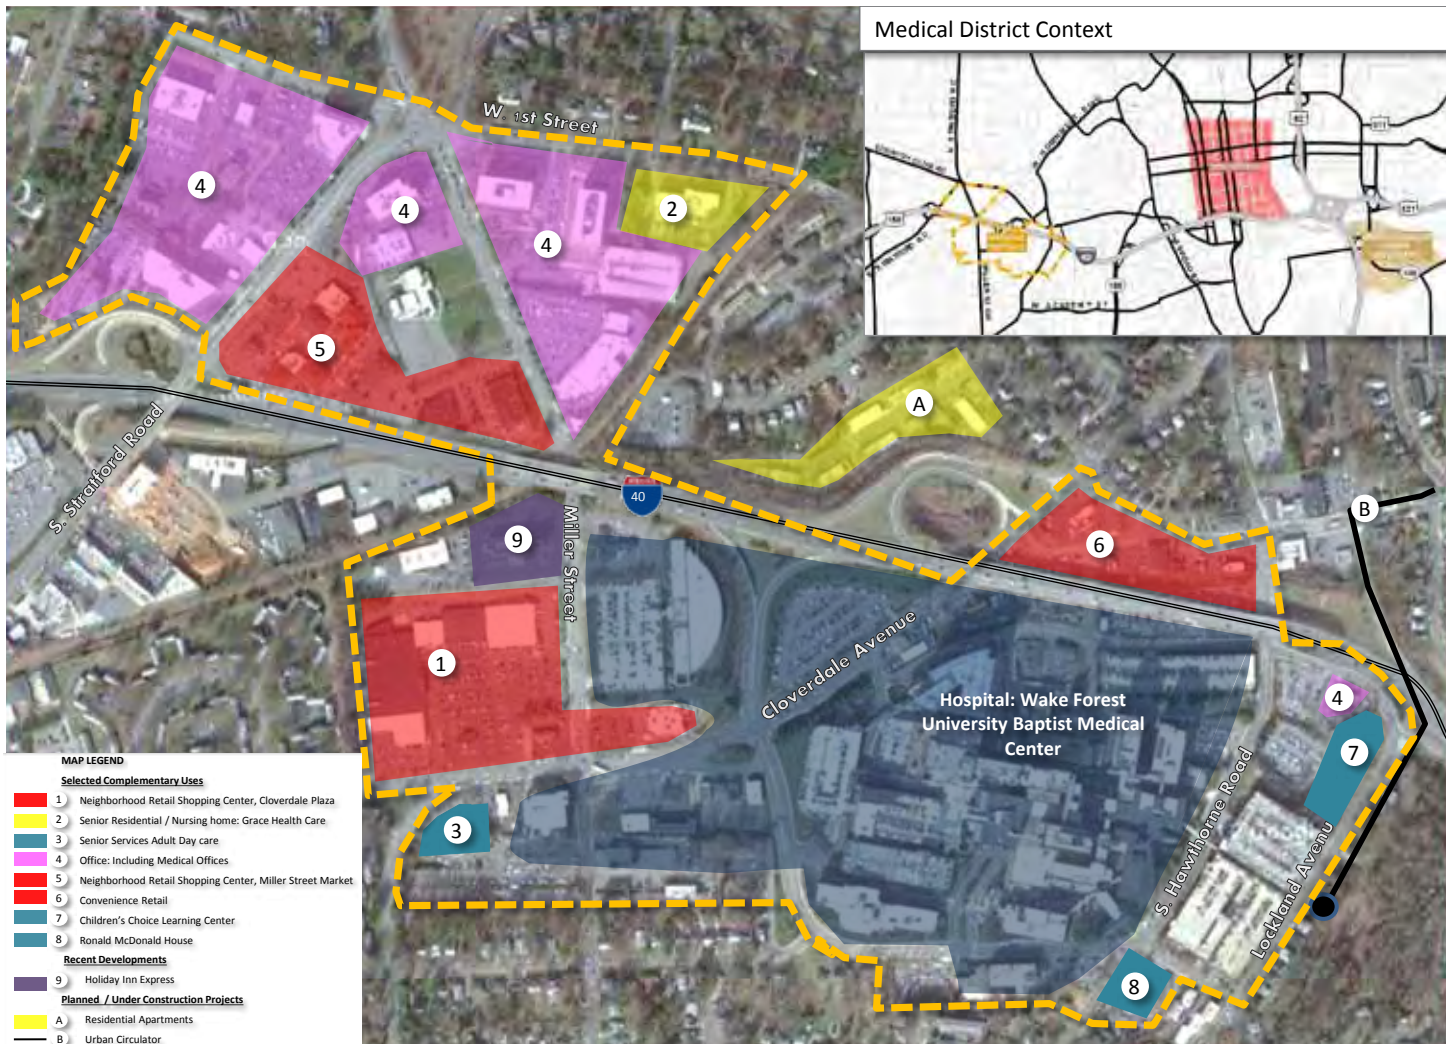 Medical District Context
W. 1st Street
4
4
4
2
5
A
S. Stratford Road
40
B
9
Miller Street
6
1
Cloverdale Avenue
Hospital: Wake Forest
University Baptist Medical
Center
4
7
S. Hawthorne Road
Lockland Avenu
3
8
MAP LEGEND
Selected Complementary Uses
1 Neighborhood Retail Shopping Center, Cloverdale Plaza
2 Senior Residential / Nursing home: Grace Health Care
3 Senior Services Adult Day care
4 Office: Including Medical Offices
5 Neighborhood Retail Shopping Center, Miller Street Market
6 Convenience Retail
7 Children's Choice Learning Center
8 Ronald McDonald House
Recent Developments
9 Holiday Inn Express
Planned / Under Construction Projects
A Residential Apartments
B Urban Circulator